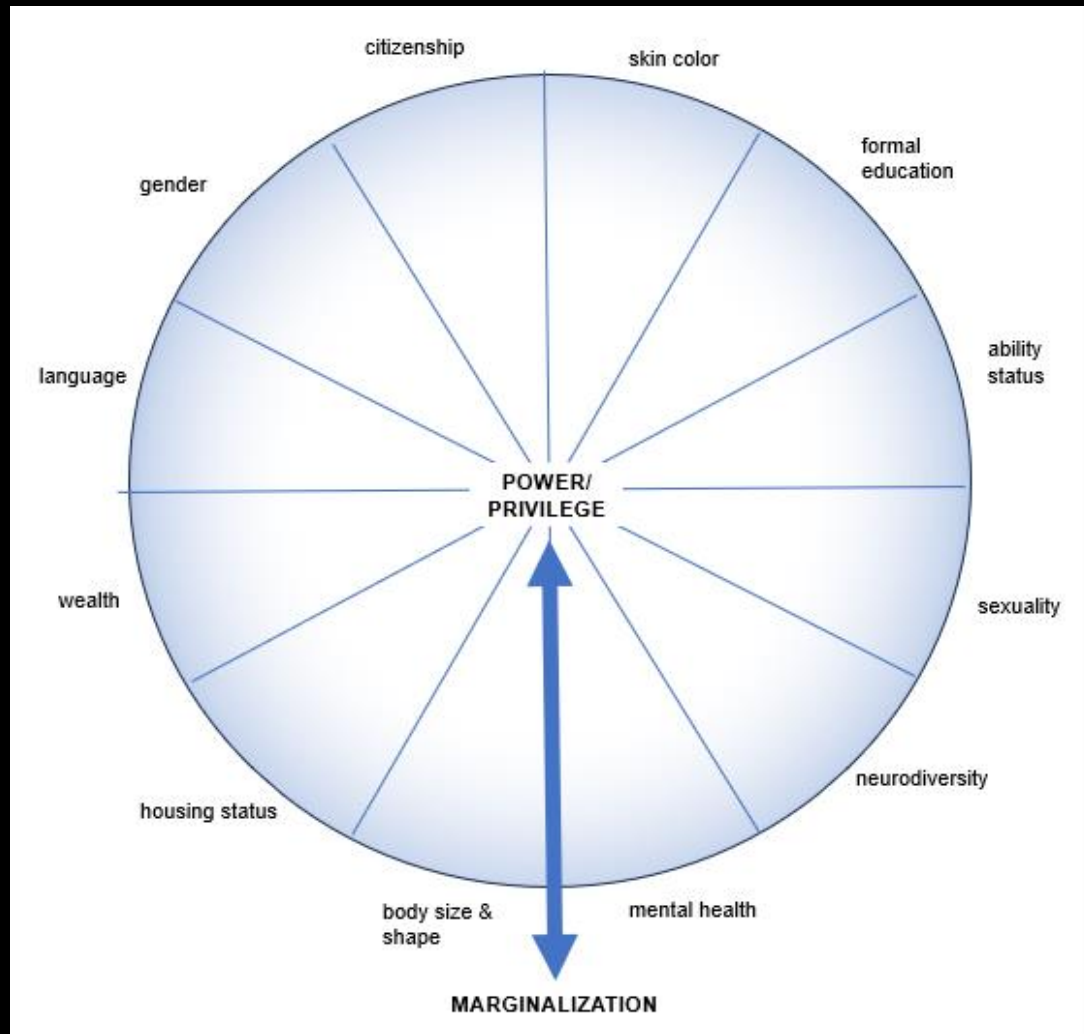 citizenship
skin color
gender
formal
education
language
ability
status
POWER/
PRIVILEGE
wealth
sexuality
housing status
neurodiversity
body size &
shape
mental health
MARGINALIZATION